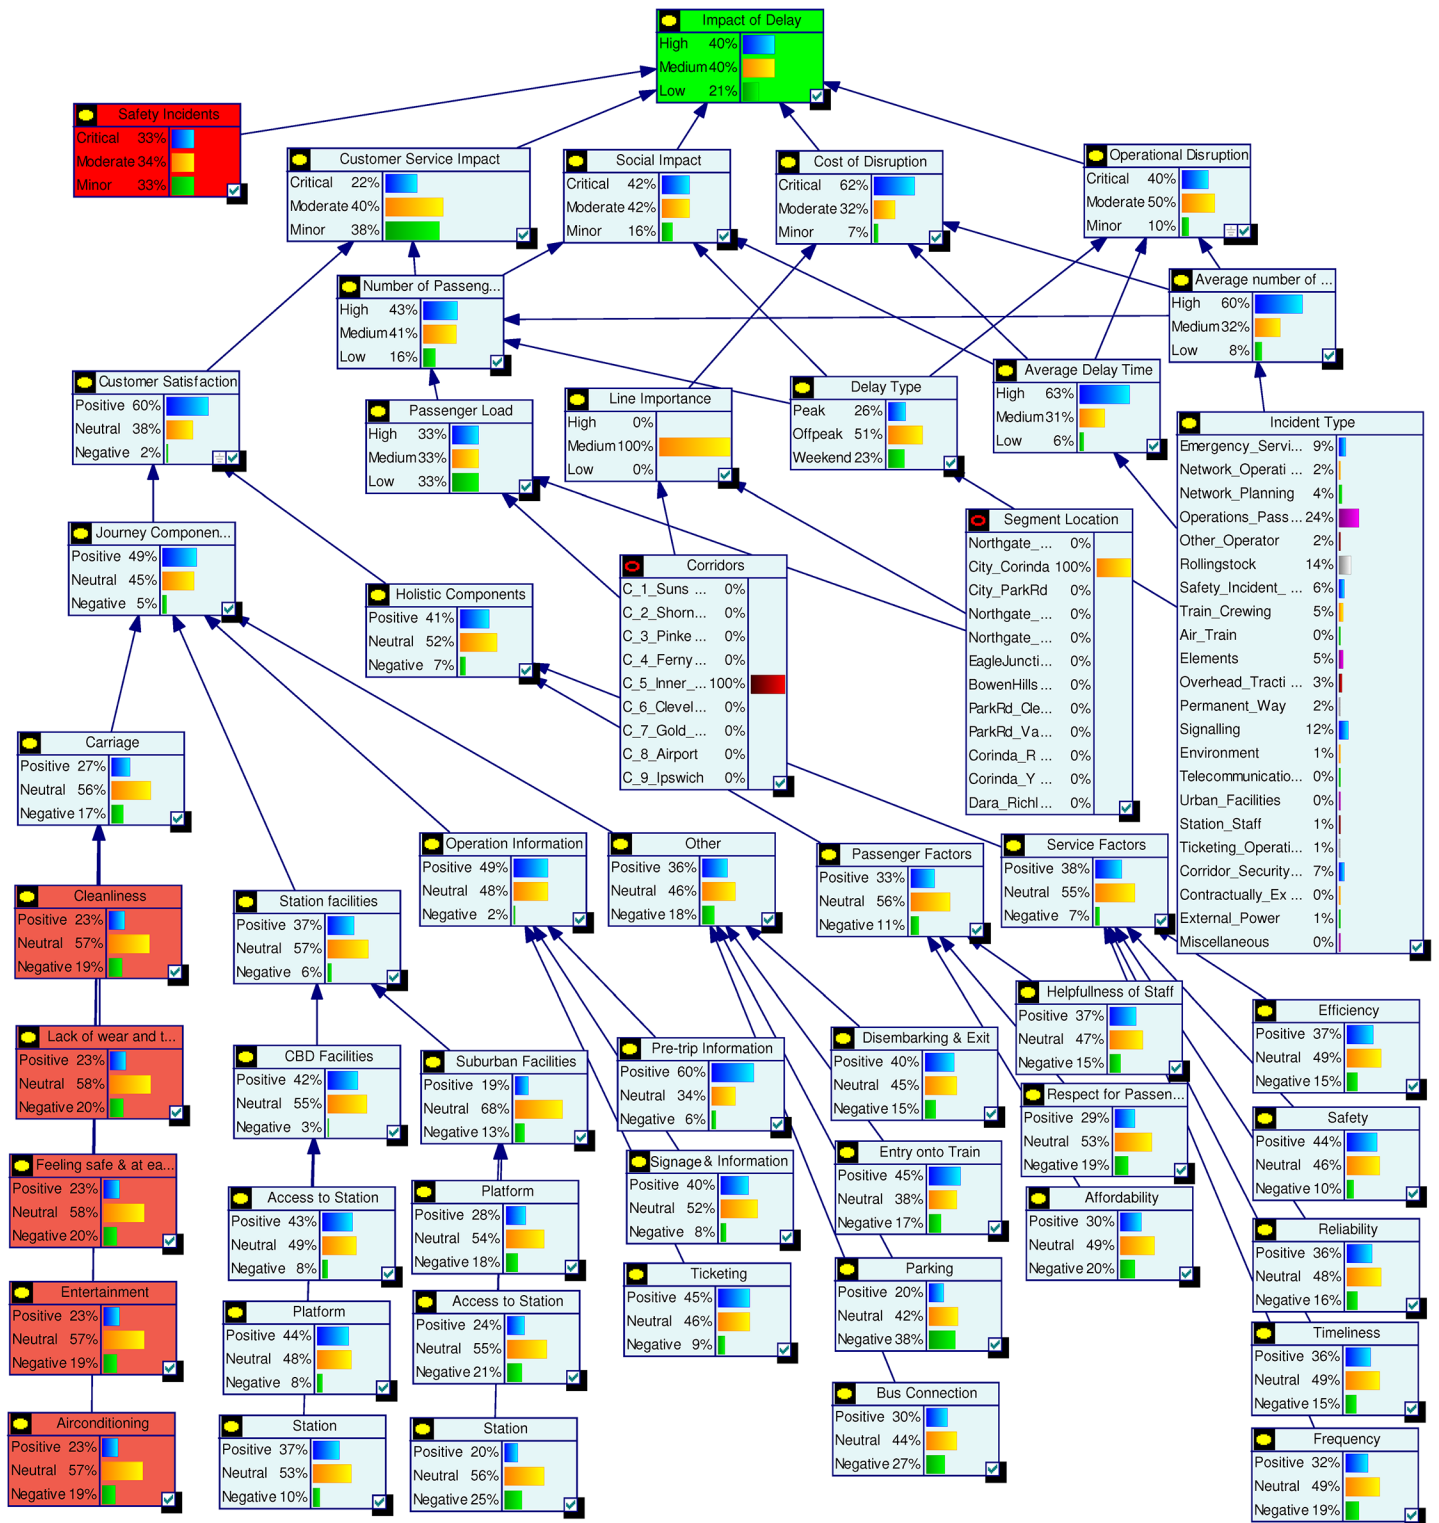 Impact of Delay
High 40%
Medium 40%
Low 21%
Safety Incidents
Critical 33%
Moderate 34%
Minor 33%
Customer Service Impact
Critical 22%
Moderate 40%
Minor 38%
Social Impact
Critical 42%
Moderate 42%
Minor 16%
Cost of Disruption
Critical 62%
Moderate 32%
Minor 7%
Operational Disruption
Critical 40%
Moderate 50%
Minor 10%
Number of Passeng...
High 43%
Medium 41%
Low 16%
Average number of ...
High 60%
Medium 32%
Low 8%
Customer Satisfaction
Positive 60%
Neutral 38%
Negative 2%
Passenger Load
High 33%
Medium 33%
Low 33%
Line Importance
High 0%
Medium 100%
Low 0%
Delay Type
Peak 26%
Offpeak 51%
Weekend 23%
Average Delay Time
High 63%
Medium 31%
Low 6%
Incident Type
Emergency_Servi... 9%
Network_Operati ... 2%
Network_Planning 4%
Operations_Pass... 24%
Other_Operator 2%
Rollingstock 14%
Safety_Incident_ ... 6%
Train_Crewing 5%
Air_Train 0%
Elements 5%
Overhead_Tracti ... 3%
Permanent_Way 2%
Signalling 12%
Environment 1%
Telecommunicatio... 0%
Urban_Facilities 0%
Station_Staff 1%
Ticketing_Operati... 1%
Corridor_Security... 7%
Contractually_Ex ... 0%
External_Power 1%
Miscellaneous 0%
Segment Location
Northgate_... 0%
City_Corinda 100%
City_ParkRd 0%
Northgate_... 0%
Northgate_... 0%
EagleJuncti... 0%
BowenHills... 0%
ParkRd_Cle... 0%
ParkRd_Va... 0%
Corinda_R ... 0%
Corinda_Y ... 0%
Dara_Richl ... 0%
Journey Componen...
Positive 49%
Neutral 45%
Negative 5%
Corridors
C_1_Suns ... 0%
C_2_Shorn... 0%
C_3_Pinke ... 0%
C_4_Ferny... 0%
C_5_Inner_... 100%
C_6_Clevel... 0%
C_7_Gold_... 0%
C_8_Airport 0%
C_9_Ipswich 0%
Holistic Components
Positive 41%
Neutral 52%
Negative 7%
Carriage
Positive 27%
Neutral 56%
Negative 17%
Operation Information
Positive 49%
Neutral 48%
Negative 2%
Other
Positive 36%
Neutral 46%
Negative 18%
Passenger Factors
Positive 33%
Neutral 56%
Negative 11%
Service Factors
Positive 38%
Neutral 55%
Negative 7%
Cleanliness
Positive 23%
Neutral 57%
Negative 19%
Station facilities
Positive 37%
Neutral 57%
Negative 6%
Helpfullness of Staff
Positive 37%
Neutral 47%
Negative 15%
Efficiency
Positive 37%
Neutral 49%
Negative 15%
Lack of wear and t...
Positive 23%
Neutral 58%
Negative 20%
CBD Facilities
Positive 42%
Neutral 55%
Negative 3%
Suburban Facilities
Positive 19%
Neutral 68%
Negative 13%
Pre-trip Information
Positive 60%
Neutral 34%
Negative 6%
Disembarking & Exit
Positive 40%
Neutral 45%
Negative 15%
Respect for Passen...
Positive 29%
Neutral 53%
Negative 19%
Safety
Positive 44%
Neutral 46%
Negative 10%
Feeling safe & at ea...
Positive 23%
Neutral 58%
Negative 20%
Access to Station
Positive 43%
Neutral 49%
Negative 8%
Platform
Positive 28%
Neutral 54%
Negative 18%
Signage & Information
Positive 40%
Neutral 52%
Negative 8%
Entry onto Train
Positive 45%
Neutral 38%
Negative 17%
Affordability
Positive 30%
Neutral 49%
Negative 20%
Reliability
Positive 36%
Neutral 48%
Negative 16%
Entertainment
Positive 23%
Neutral 57%
Negative 19%
Platform
Positive 44%
Neutral 48%
Negative 8%
Access to Station
Positive 24%
Neutral 55%
Negative 21%
Ticketing
Positive 45%
Neutral 46%
Negative 9%
Parking
Positive 20%
Neutral 42%
Negative 38%
Timeliness
Positive 36%
Neutral 49%
Negative 15%
Airconditioning
Positive 23%
Neutral 57%
Negative 19%
Station
Positive 37%
Neutral 53%
Negative 10%
Station
Positive 20%
Neutral 56%
Negative 25%
Bus Connection
Positive 30%
Neutral 44%
Negative 27%
Frequency
Positive 32%
Neutral 49%
Negative 19%